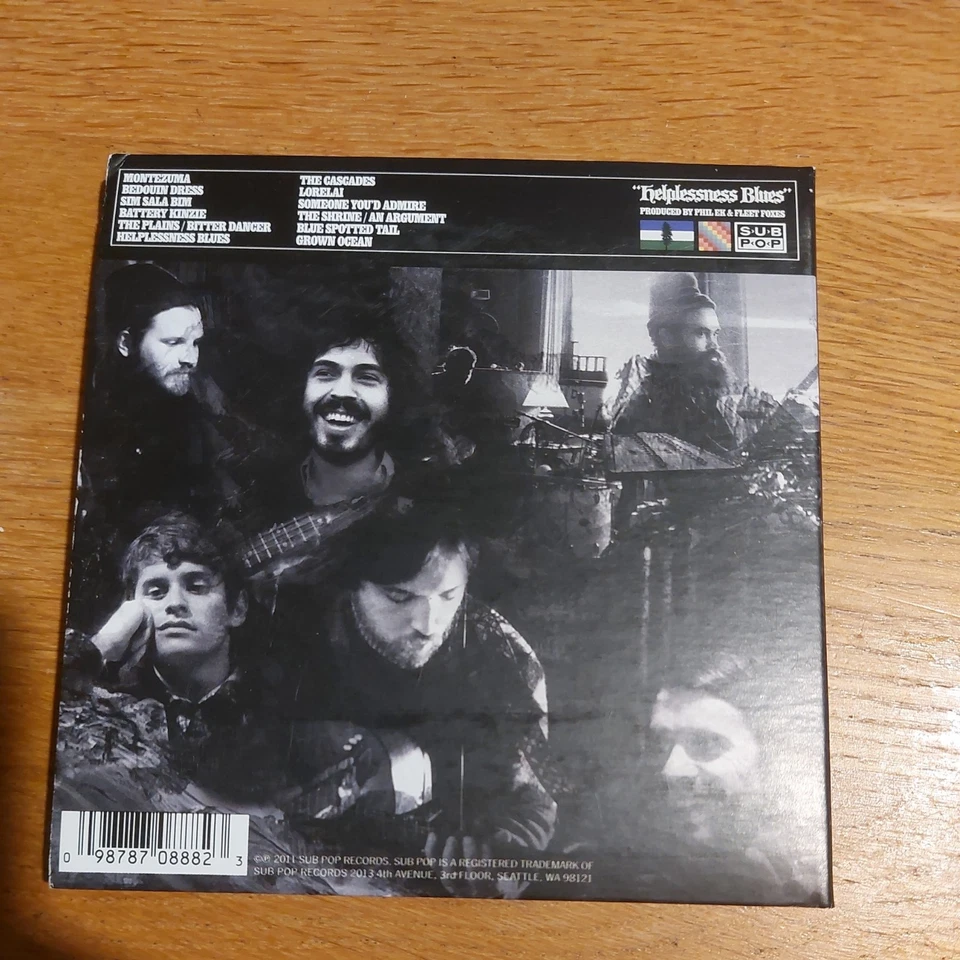 MONTEZUMA
BEDOUIN DRESS
SIM SALA BIM
BATTERY KINZIE
THE PLAINS / BITTER DANCER
HELPLESSNESS BLUES
THE CASCADES
LORELAI
SOMEONE YOU'D ADMIRE
THE SHRINE / AN ARGUMENT
BLUE SPOTTED TAIL
GROWN OCEAN
"Helplessness Blues"
PRODUCED BY PHIL EK & FLEET FOXES
SUB
POP
0 98787 08882 3
©℗ 2011 SUB POP RECORDS. SUB POP IS A REGISTERED TRADEMARK OF
SUB POP RECORDS 2013 4th AVENUE, 3rd FLOOR, SEATTLE, WA 98121